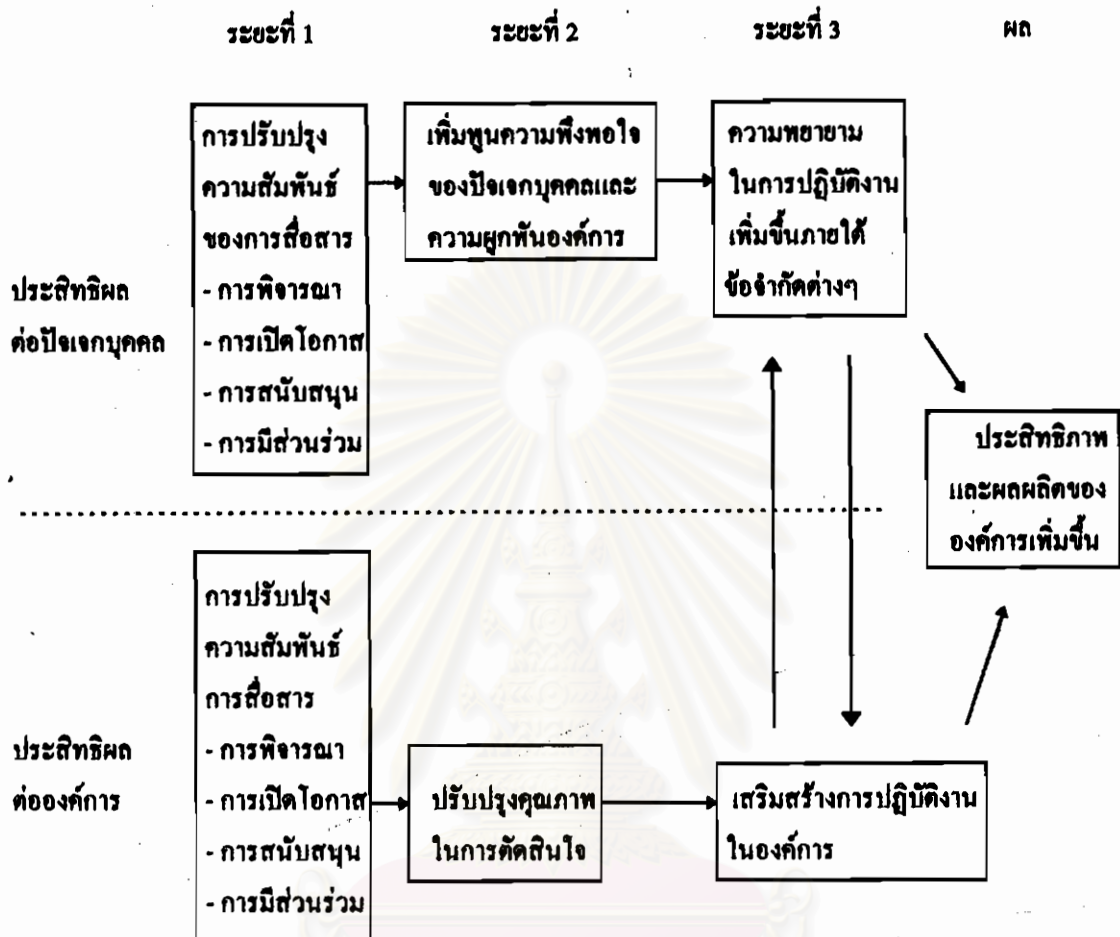 ระยะที่ 1 ระยะที่ 2 ระยะที่ 3 ผล
ประสิทธิผล
ต่อปัจเจกบุคคล
การปรับปรุง
ความสัมพันธ์
ของการสื่อสาร
- การพิจารณา
- การเปิดโอกาส
- การสนับสนุน
- การมีส่วนร่วม
เพิ่มพูนความพึงพอใจ
ของปัจเจกบุคคลและ
ความผูกพันองค์การ
ความพยายาม
ในการปฏิบัติงาน
เพิ่มขึ้นภายใต้
ข้อจำกัดต่างๆ
ประสิทธิภาพ
และผลผลิตของ
องค์การเพิ่มขึ้น
ประสิทธิผล
ต่อองค์การ
การปรับปรุง
ความสัมพันธ์
การสื่อสาร
- การพิจารณา
- การเปิดโอกาส
- การสนับสนุน
- การมีส่วนร่วม
ปรับปรุงคุณภาพ
ในการตัดสินใจ
เสริมสร้างการปฏิบัติงาน
ในองค์การ